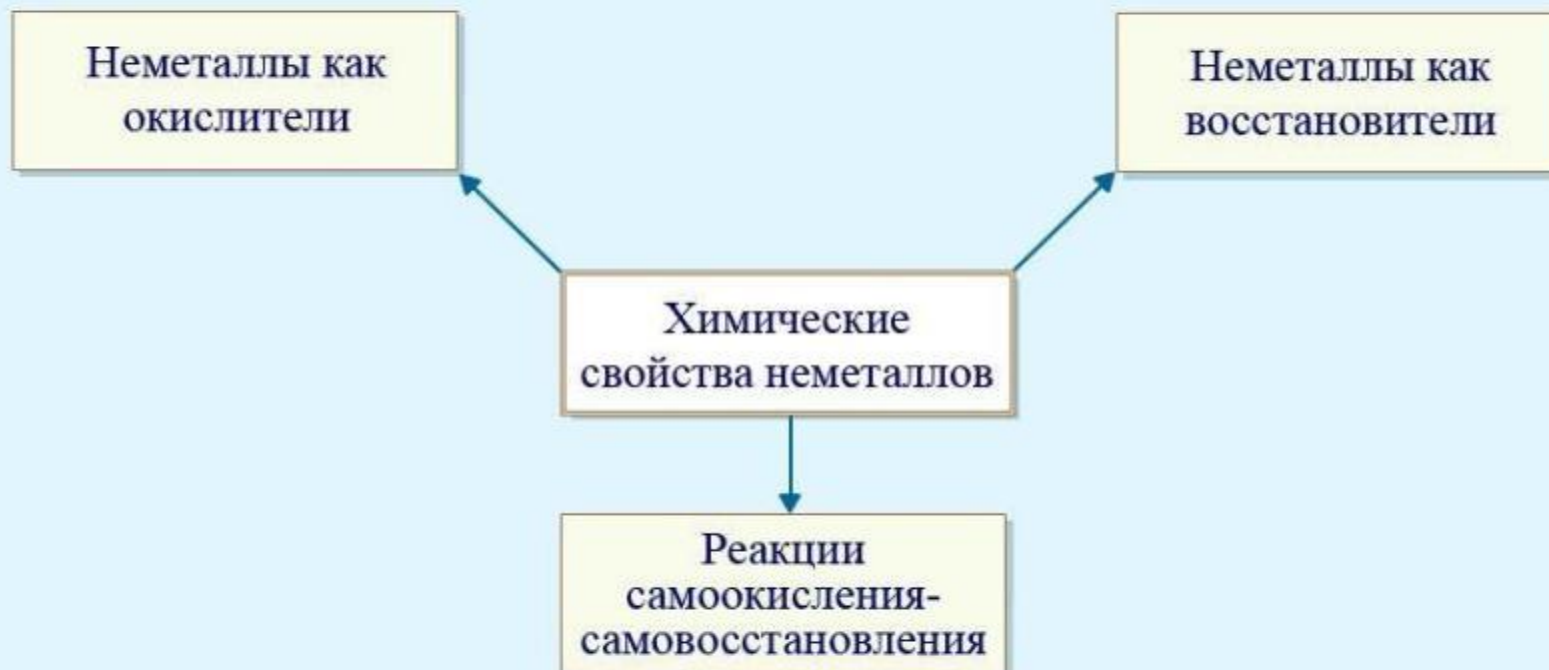 Неметаллы как
окислители
Неметаллы как
восстановители
Химические
свойства неметаллов
Реакции
самоокисления-
самовосстановления